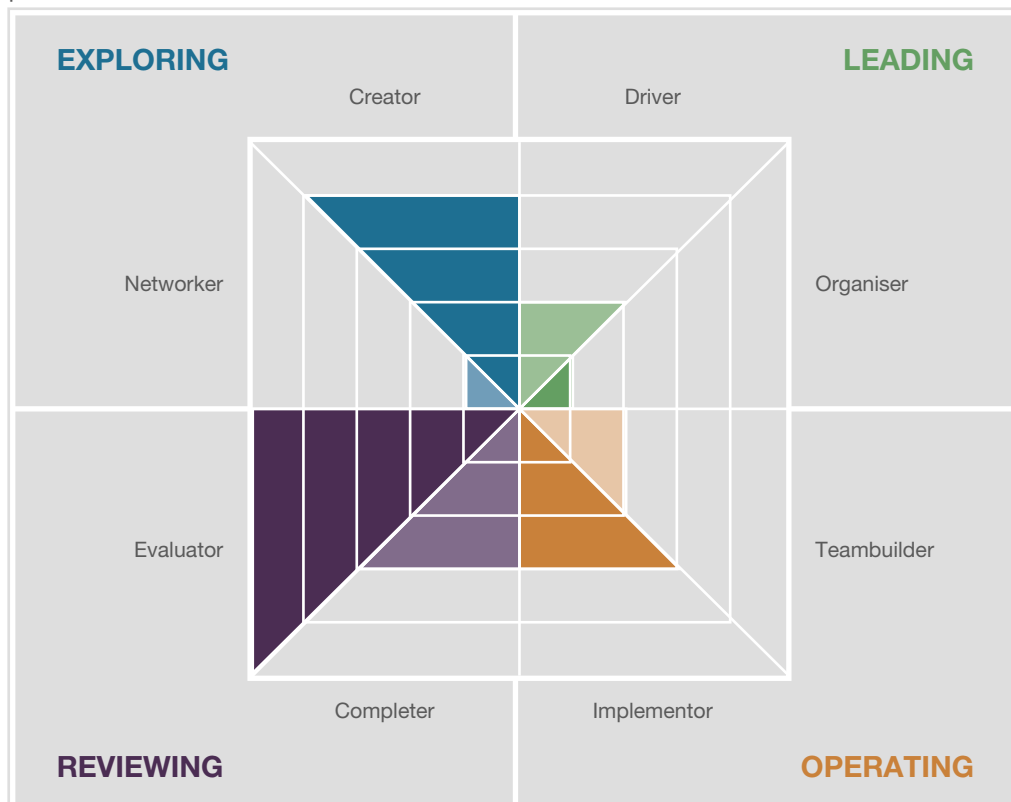 EXPLORING
LEADING
Creator
Driver
Networker
Organiser
Evaluator
Teambuilder
Completer
Implementor
REVIEWING
OPERATING